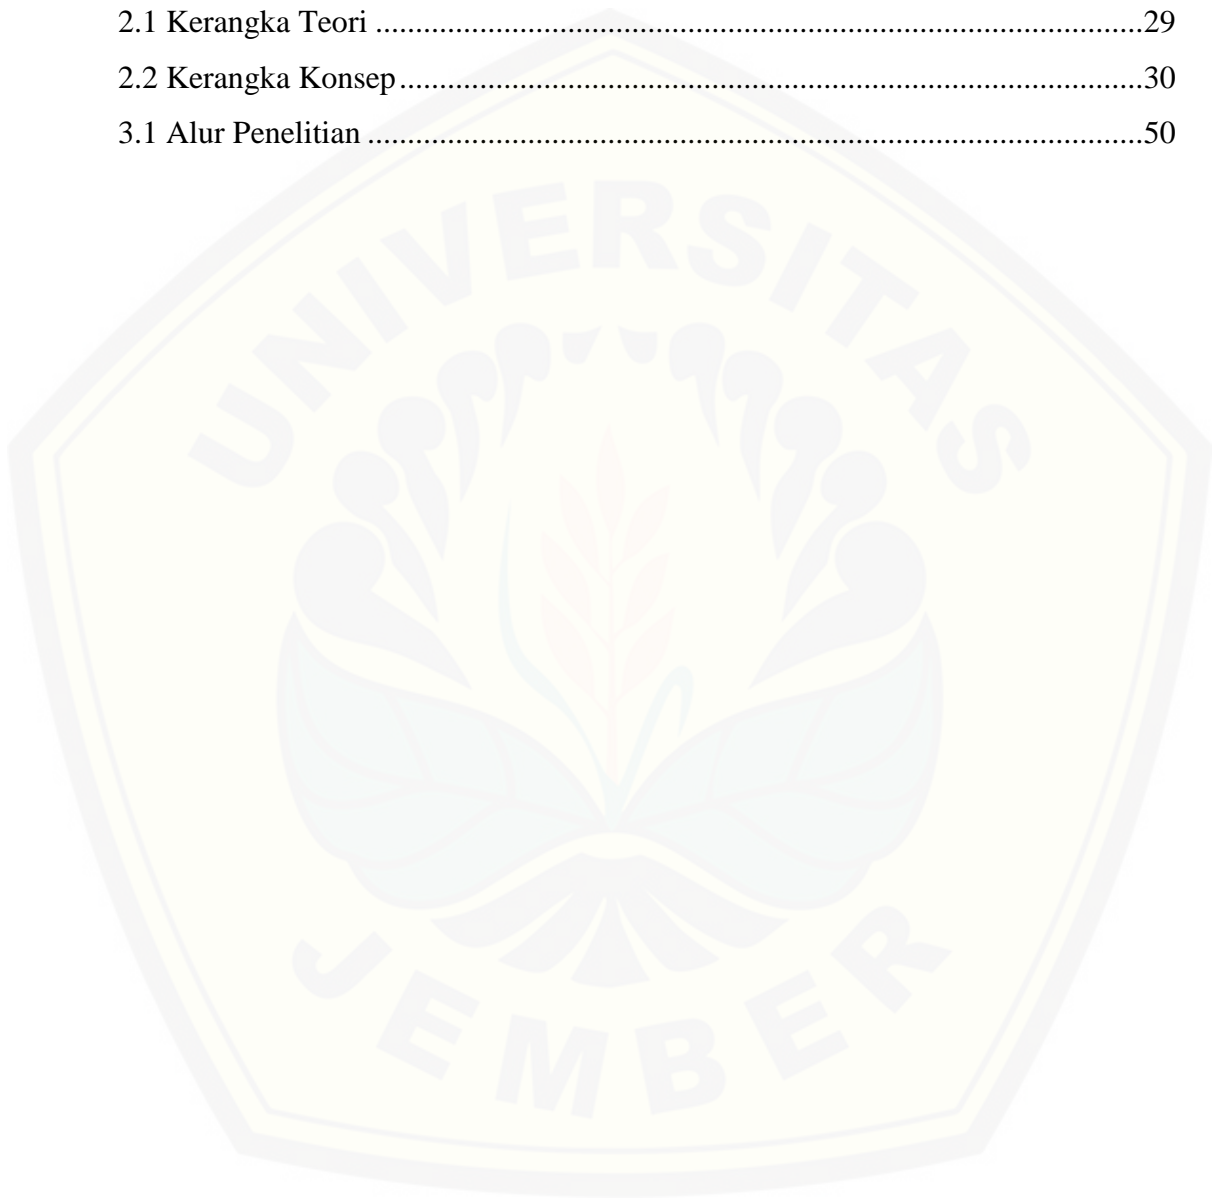 2.1 Kerangka Teori ................................................................................................29
2.2 Kerangka Konsep.............................................................................................30
3.1 Alur Penelitian .................................................................................................50
UNIVERSITAS
JEMBER